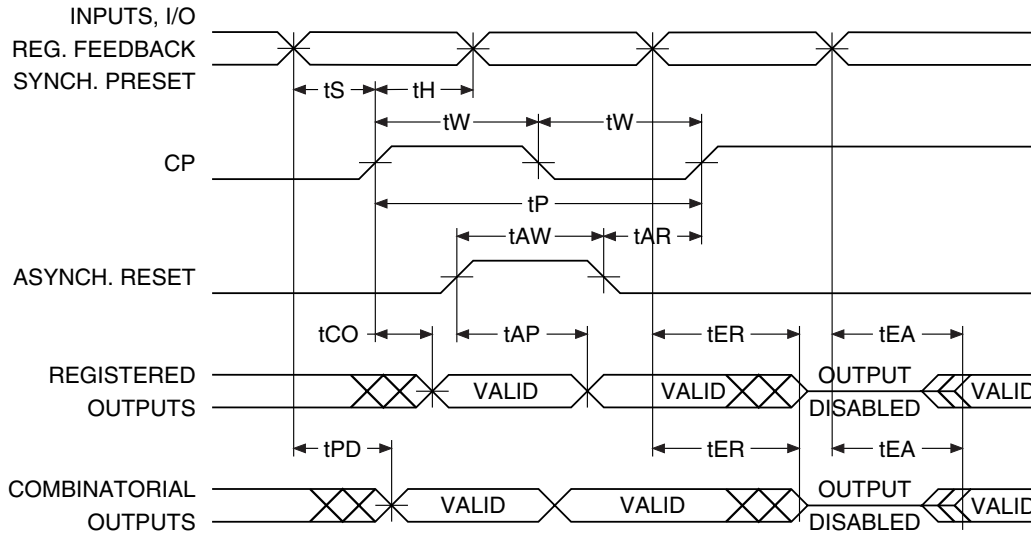 INPUTS, I/O
REG. FEEDBACK
SYNCH. PRESET
tS tH
tW tW
CP
tP
tAW tAR
ASYNCH. RESET
tCO tAP tER tEA
REGISTERED
OUTPUTS
VALID VALID OUTPUT
DISABLED VALID
tPD tER tEA
COMBINATORIAL
OUTPUTS
VALID VALID OUTPUT
DISABLED VALID